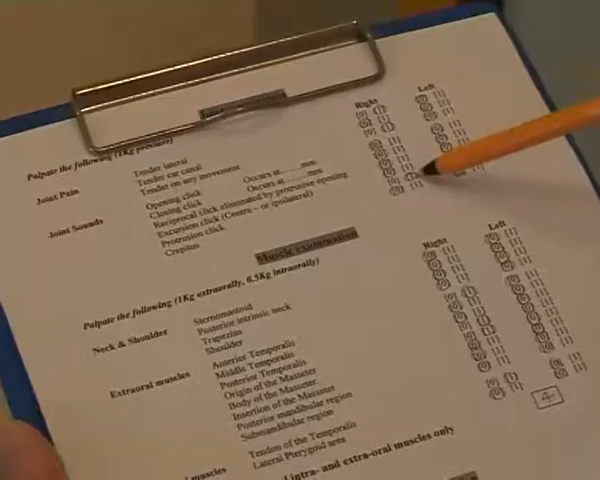 Right Left
Palpate the following (1Kg pressure)
Joint Pain
Tender lateral
Tender ear canal
Tender on any movement
Joint Sounds
Opening click Occurs at.......mm
Closing click Occurs at.......mm
Reciprocal click eliminated by protrusive opening
Excursion click (Contra – or ipsilateral)
Protrusion click
Crepitus
Muscle examination
Right Left
Palpate the following (1Kg extraorally, 0.5Kg intraorally)
Neck & Shoulder
Sternomastoid
Posterior intrinsic neck
Trapezius
Shoulder
Extraoral muscles
Anterior Temporalis
Middle Temporalis
Posterior Temporalis
Origin of the Masseter
Body of the Masseter
Insertion of the Masseter
Posterior mandibular region
Submandibular region
muscles
Tendon of the Temporalis
Lateral Pterygoid area
4
intra- and extra-oral muscles only